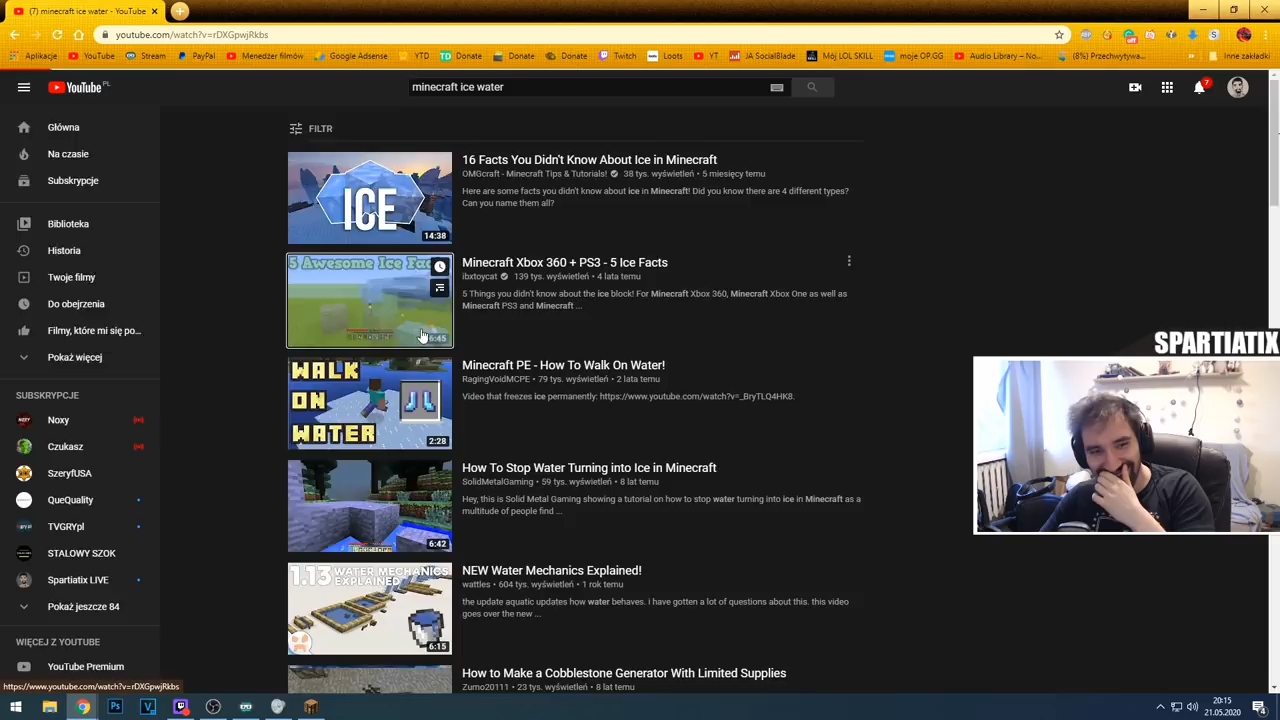 (7) minecraft ice water - YouTube
youtube.com/watch?v=rDXGpwjRkbs
Aplikacje
YouTube
Stream
PayPal
Menedżer filmów
Google Adsense
YTD
Donate
Donate
Donate
Twitch
Loots
YT
JA SocialBlade
Mój LOL SKILL
moje OP.GG
Audio Library – No...
(8%) Przechwytywa...
Inne zakładki
YouTube PL
minecraft ice water
7
Główna
Na czasie
Subskrypcje
Biblioteka
Historia
Twoje filmy
Do obejrzenia
Filmy, które mi się po...
Pokaż więcej
SUBSKRYPCJE
Noxy
Czukasz
SzeryfUSA
QueQuality
TVGRYpl
STALOWY SZOK
Spartiatix LIVE
Pokaż jeszcze 84
WIĘCEJ Z YOUTUBE
YouTube Premium
FILTR
ICE
14:38
16 Facts You Didn't Know About Ice in Minecraft
OMGcraft - Minecraft Tips & Tutorials! • 38 tys. wyświetleń • 5 miesięcy temu
Here are some facts you didn't know about ice in Minecraft! Did you know there are 4 different types?
Can you name them all?
5 Awesome Ice Fac
6:45
Minecraft Xbox 360 + PS3 - 5 Ice Facts
ibxtoycat • 139 tys. wyświetleń • 4 lata temu
5 Things you didn't know about the ice block! For Minecraft Xbox 360, Minecraft Xbox One as well as
Minecraft PS3 and Minecraft ...
WALK
ON
WATER
2:28
Minecraft PE - How To Walk On Water!
RagingVoidMCPE • 79 tys. wyświetleń • 2 lata temu
Video that freezes ice permanently: https://www.youtube.com/watch?v=_BryTLQ4HK8.
6:42
How To Stop Water Turning into Ice in Minecraft
SolidMetalGaming • 59 tys. wyświetleń • 8 lat temu
Hey, this is Solid Metal Gaming showing a tutorial on how to stop water turning into ice in Minecraft as a
multitude of people find ...
1.13 WATER MECHANICS
EXPLAINED
6:15
NEW Water Mechanics Explained!
wattles • 604 tys. wyświetleń • 1 rok temu
the update aquatic updates how water behaves. i have gotten a lot of questions about this. this video
goes over the new ...
How to Make a Cobblestone Generator With Limited Supplies
Zumo20111 • 23 tys. wyświetleń • 8 lat temu
SPARTIATIX
https://www.youtube.com/watch?v=rDXGpwjRkbs
20:15
21.05.2020
4